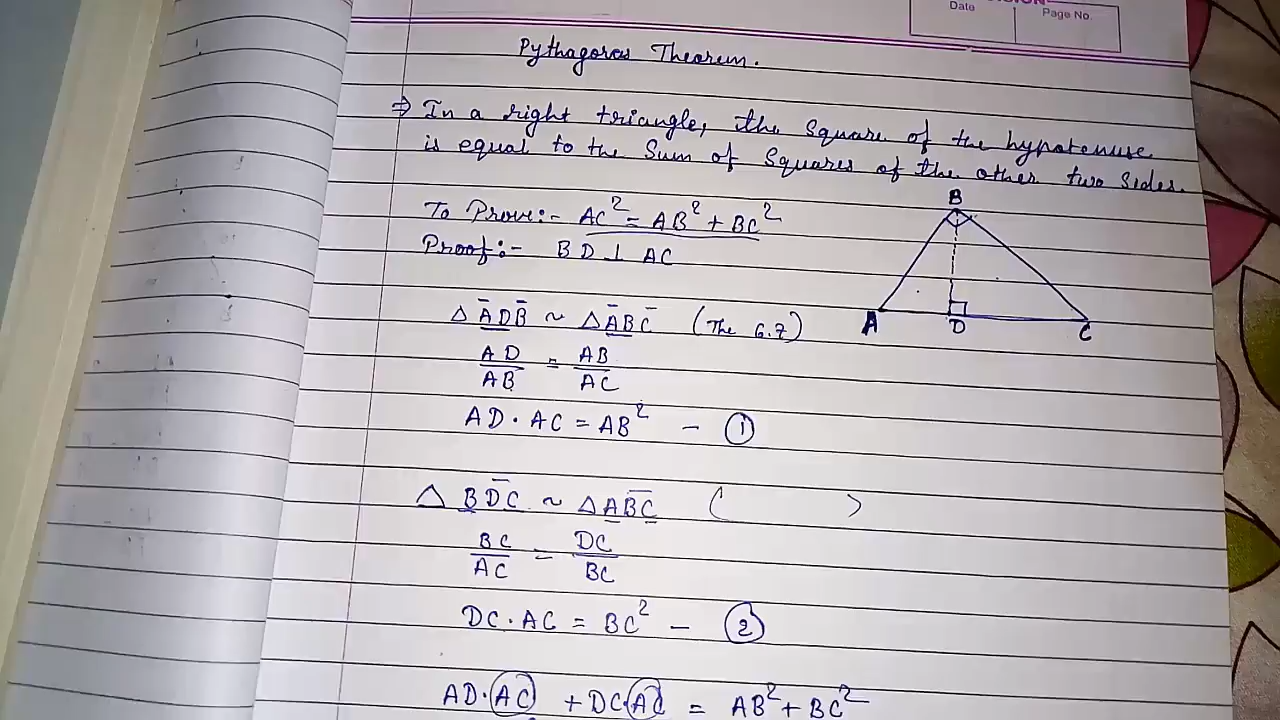 Date
Page No.
Pythagoras Theorem.
⇒ In a right triangle, the square of the hypotenuse
is equal to the Sum of Squares of the other two sides.
To Prove:- AC² = AB² + BC²
Proof:- BD ⊥ AC
B
A
D
C
△ ADB ~ △ ABC (The 6.7)
AD/AB = AB/AC
AD·AC = AB² - ①
△ BDC ~ △ ABC ( )
BC/AC = DC/BC
DC·AC = BC² - ②
AD·AC + DC·AC = AB² + BC²